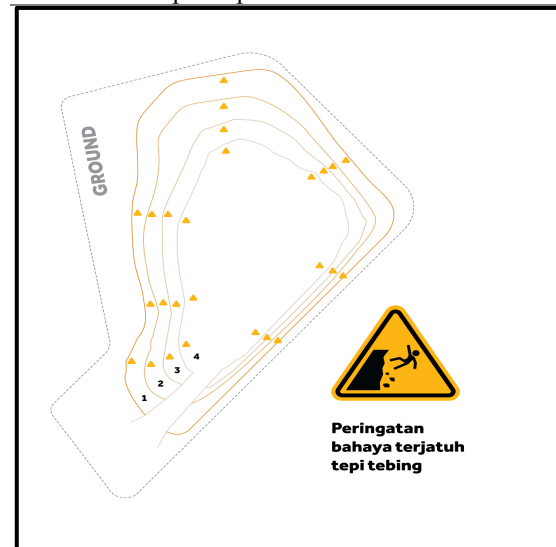 GROUND
4
3
2
1
Peringatan
bahaya terjatuh
tepi tebing